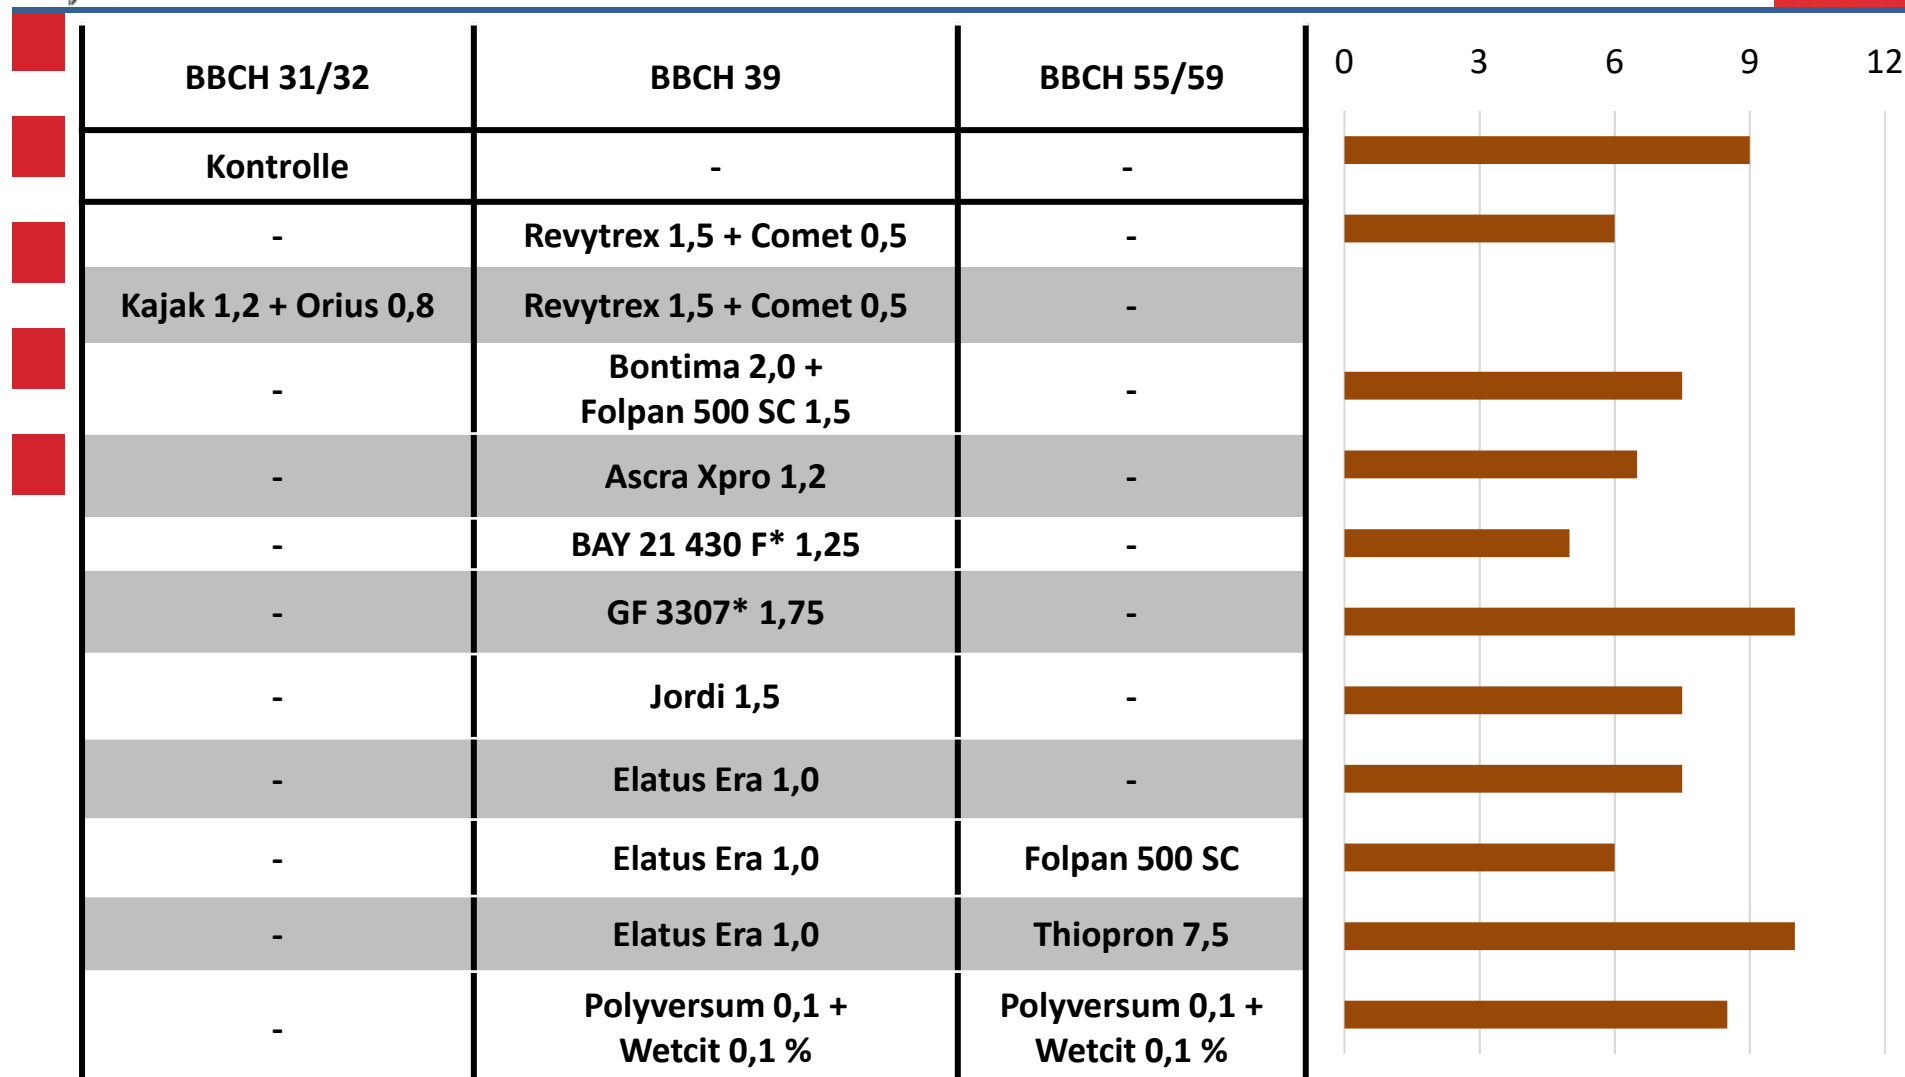 BBCH 31/32 BBCH 39 BBCH 55/59
0 3 6 9 12
Kontrolle - -
- Revytrex 1,5 + Comet 0,5 -
Kajak 1,2 + Orius 0,8 Revytrex 1,5 + Comet 0,5 -
- Bontima 2,0 + -
Folpan 500 SC 1,5
- Ascra Xpro 1,2 -
- BAY 21 430 F* 1,25 -
- GF 3307* 1,75 -
- Jordi 1,5 -
- Elatus Era 1,0 -
- Elatus Era 1,0 Folpan 500 SC
- Elatus Era 1,0 Thiopron 7,5
- Polyversum 0,1 + Polyversum 0,1 +
Wetcit 0,1 % Wetcit 0,1 %